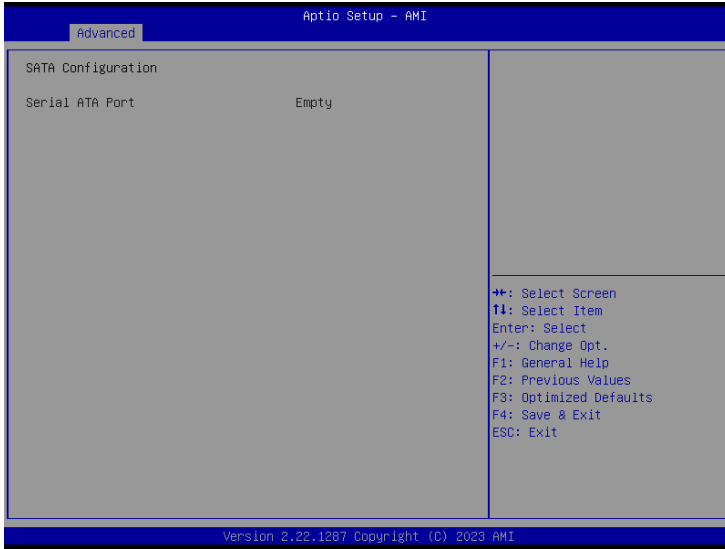 Aptio Setup – AMI
Advanced
SATA Configuration
Serial ATA Port Empty
→←: Select Screen
↑↓: Select Item
Enter: Select
+/-: Change Opt.
F1: General Help
F2: Previous Values
F3: Optimized Defaults
F4: Save & Exit
ESC: Exit
Version 2.22.1287 Copyright (C) 2023 AMI